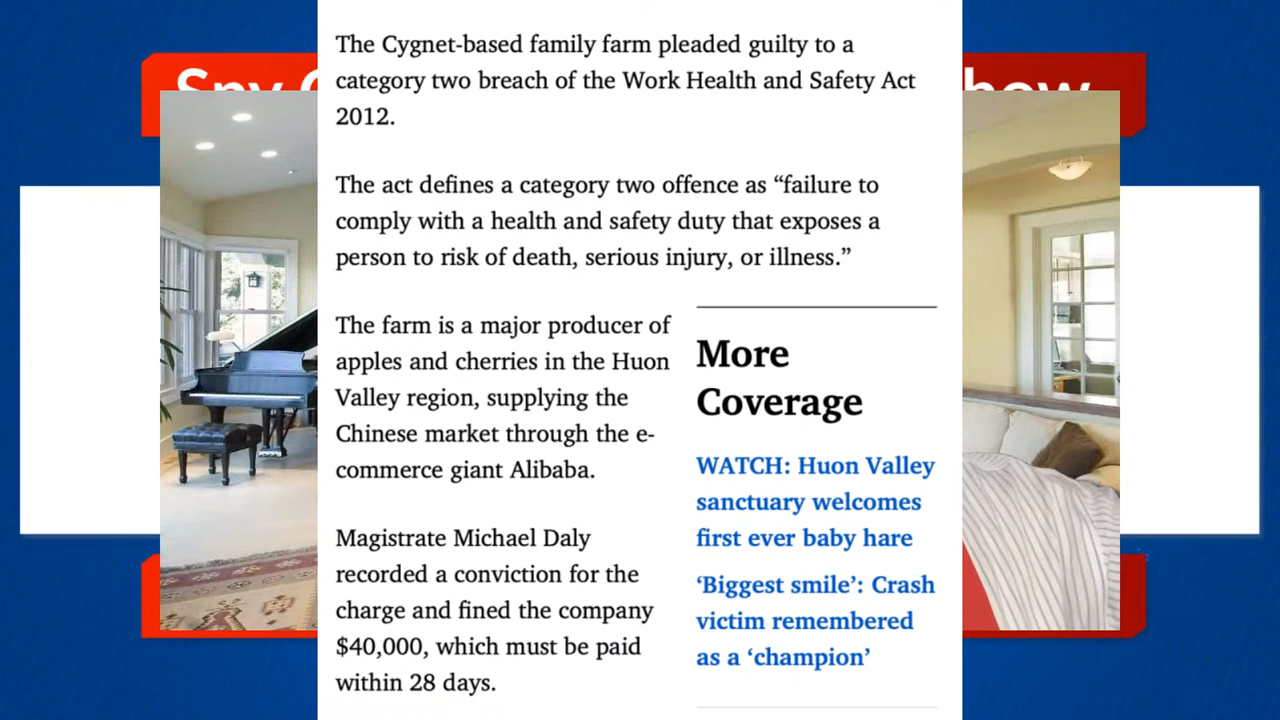 The Cygnet-based family farm pleaded guilty to a
category two breach of the Work Health and Safety Act
2012.
The act defines a category two offence as “failure to
comply with a health and safety duty that exposes a
person to risk of death, serious injury, or illness.”
The farm is a major producer of
apples and cherries in the Huon
Valley region, supplying the
Chinese market through the e-
commerce giant Alibaba.
Magistrate Michael Daly
recorded a conviction for the
charge and fined the company
$40,000, which must be paid
within 28 days.
More
Coverage
WATCH: Huon Valley
sanctuary welcomes
first ever baby hare
‘Biggest smile’: Crash
victim remembered
as a ‘champion’